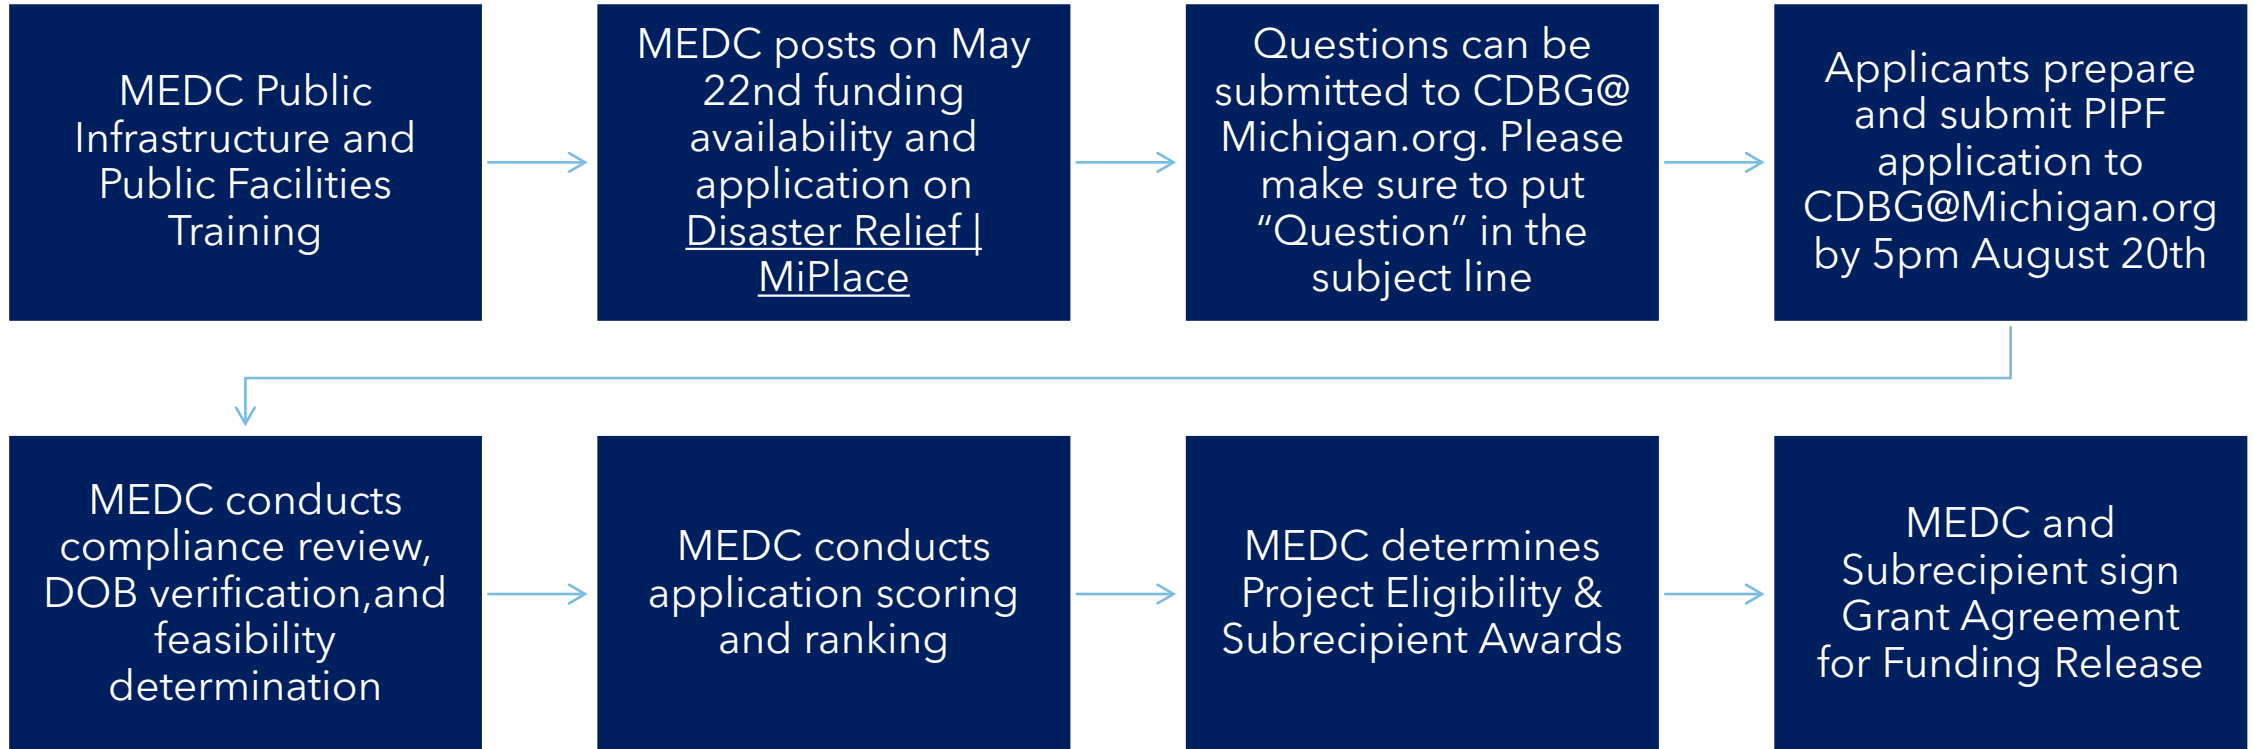 MEDC Public
Infrastructure and
Public Facilities
Training
MEDC posts on May
22nd funding
availability and
application on
Disaster Relief |
MiPlace
Questions can be
submitted to CDBG@
Michigan.org. Please
make sure to put
“Question” in the
subject line
Applicants prepare
and submit PIPF
application to
CDBG@Michigan.org
by 5pm August 20th
MEDC conducts
compliance review,
DOB verification,and
feasibility
determination
MEDC conducts
application scoring
and ranking
MEDC determines
Project Eligibility &
Subrecipient Awards
MEDC and
Subrecipient sign
Grant Agreement
for Funding Release